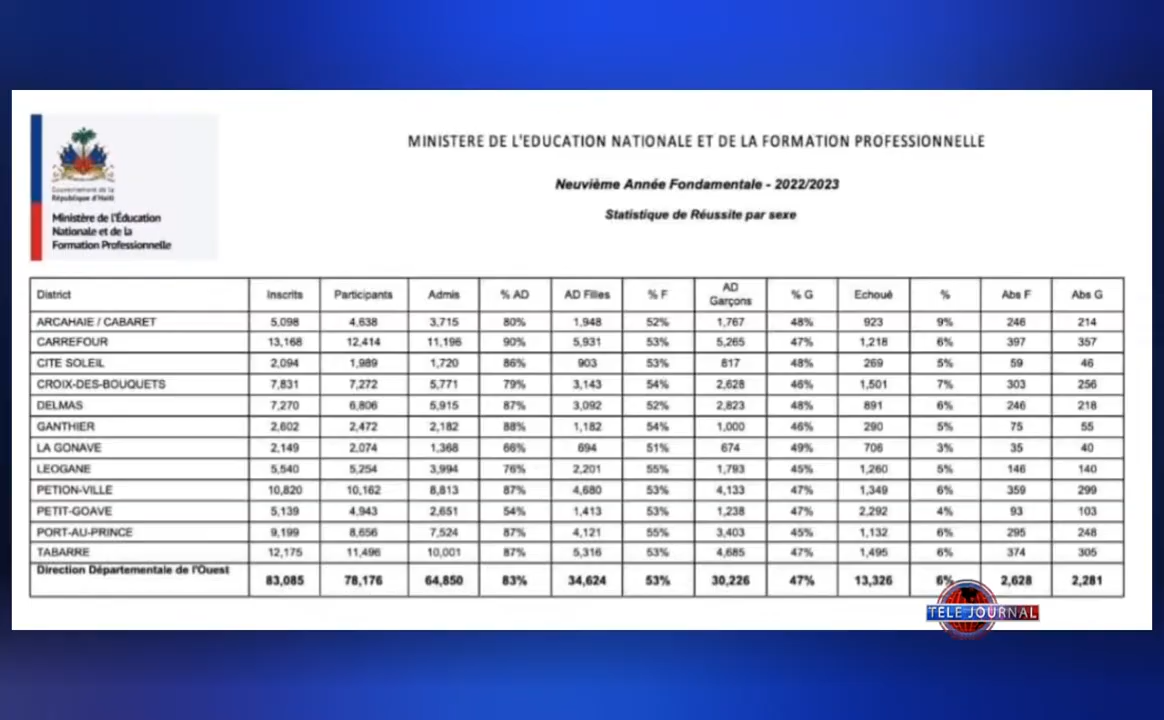 Gouvernement de la
République d'Haïti
Ministère de l'Éducation
Nationale et de la
Formation Professionnelle
MINISTERE DE L'EDUCATION NATIONALE ET DE LA FORMATION PROFESSIONNELLE
Neuvième Année Fondamentale - 2022/2023
Statistique de Réussite par sexe
District Inscrits Participants Admis % AD AD Filles % F AD Garçons % G Echoué % Abs F Abs G
ARCAHAIE / CABARET 5,098 4,638 3,715 80% 1,948 52% 1,767 48% 923 9% 246 214
CARREFOUR 13,168 12,414 11,196 90% 5,931 53% 5,265 47% 1,218 6% 397 357
CITE SOLEIL 2,094 1,989 1,720 86% 903 53% 817 48% 269 5% 59 46
CROIX-DES-BOUQUETS 7,831 7,272 5,771 79% 3,143 54% 2,628 46% 1,501 7% 303 256
DELMAS 7,270 6,806 5,915 87% 3,092 52% 2,823 48% 891 6% 246 218
GANTHIER 2,602 2,472 2,182 88% 1,182 54% 1,000 46% 290 5% 75 55
LA GONAVE 2,149 2,074 1,368 66% 694 51% 674 49% 706 3% 35 40
LEOGANE 5,540 5,254 3,994 76% 2,201 55% 1,793 45% 1,260 5% 146 140
PETION-VILLE 10,820 10,162 8,813 87% 4,680 53% 4,133 47% 1,349 6% 359 299
PETIT-GOAVE 5,139 4,943 2,651 54% 1,413 53% 1,238 47% 2,292 4% 93 103
PORT-AU-PRINCE 9,199 8,656 7,524 87% 4,121 55% 3,403 45% 1,132 6% 295 248
TABARRE 12,175 11,496 10,001 87% 5,316 53% 4,685 47% 1,495 6% 374 305
Direction Départementale de l'Ouest 83,085 78,176 64,850 83% 34,624 53% 30,226 47% 13,326 6% 2,628 2,281
TELE JOURNAL